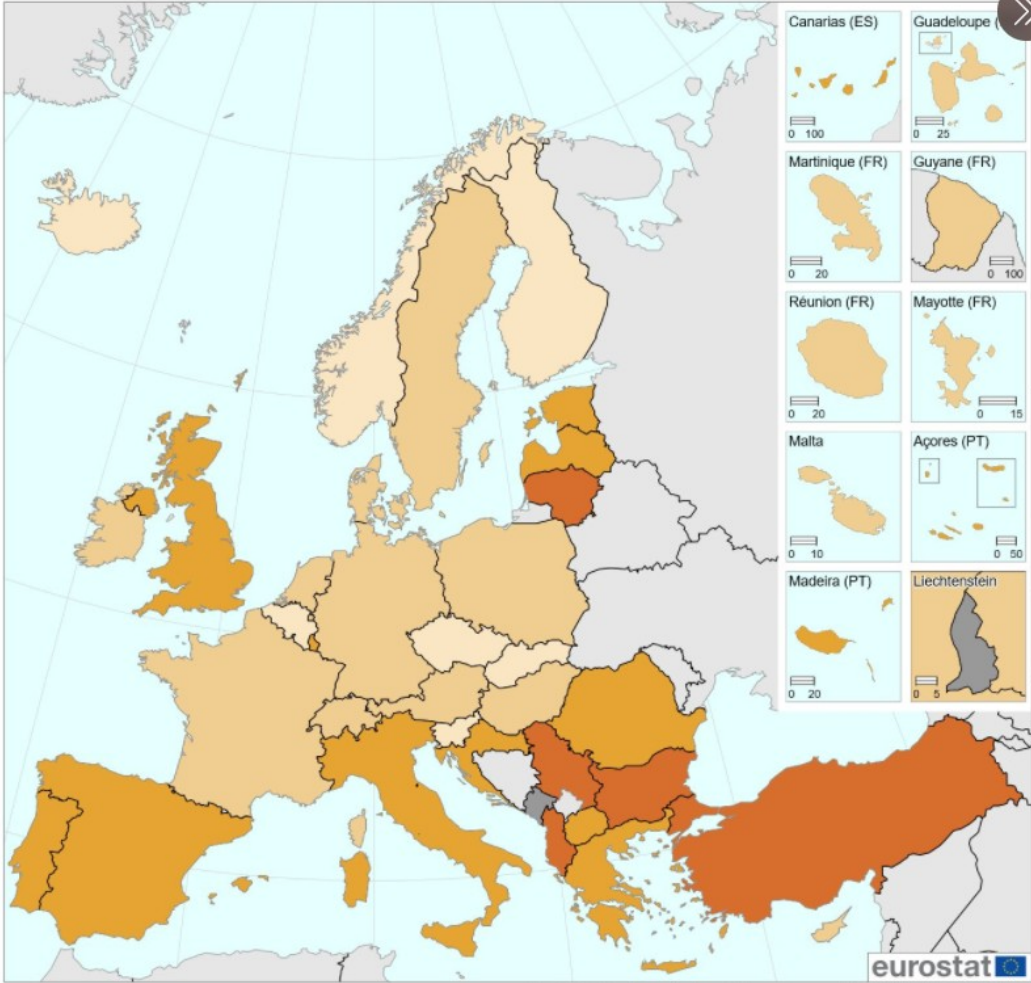 Canarias (ES)
0 100
Guadeloupe (
0 25
Martinique (FR)
0 20
Guyane (FR)
0 100
Réunion (FR)
0 20
Mayotte (FR)
0 15
Malta
0 10
Açores (PT)
0 50
Madeira (PT)
0 20
Liechtenstein
0 5
eurostat